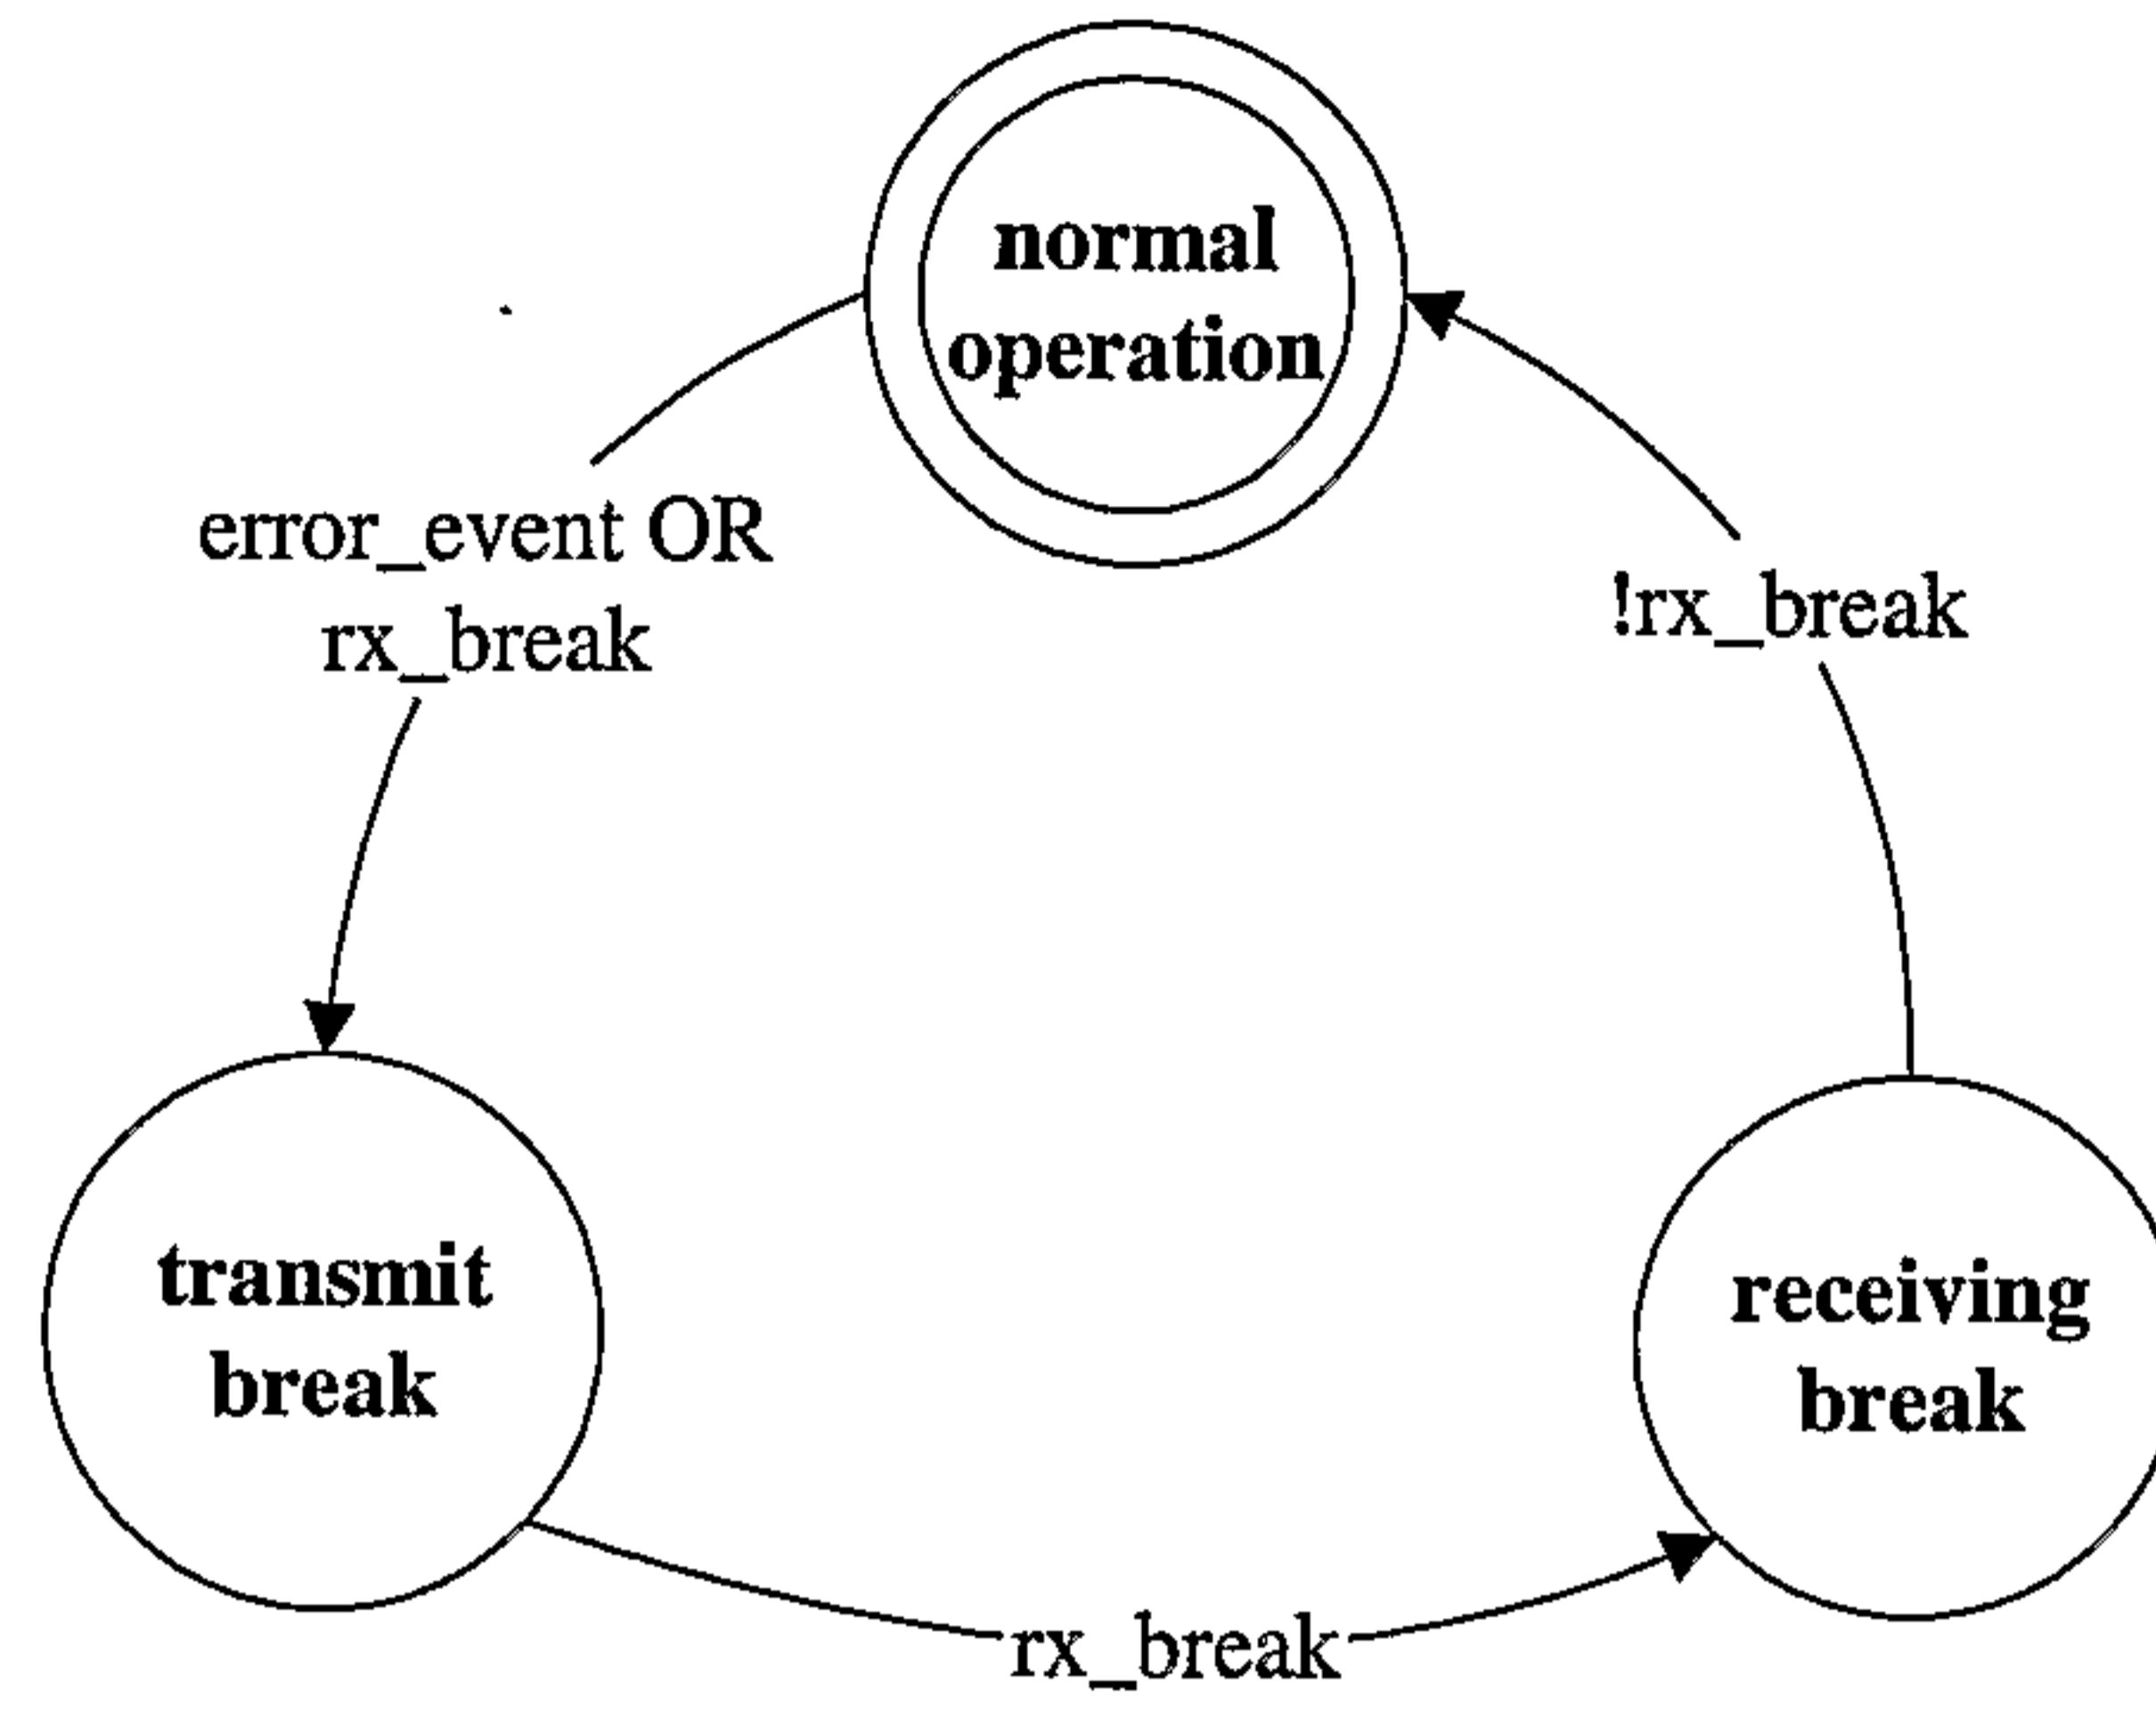 normal
operation
error_event OR
rx_break
!rx_break
transmit
break
receiving
break
rx_break